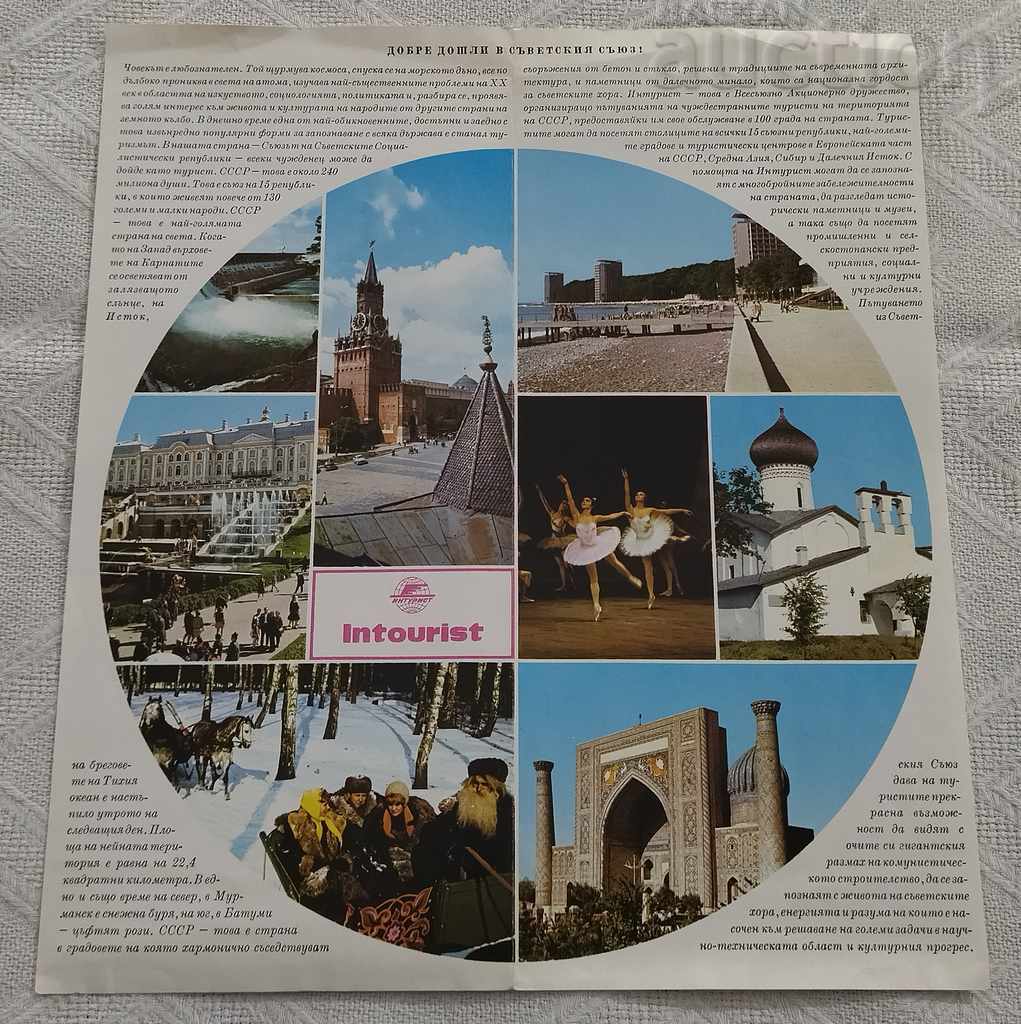 ДОБРЕ ДОШЛИ В СЪВЕТСКИЯ СЪЮЗ!
Човекът е любознателен. Той щурмува космоса, спуска се на морското дъно, все по
дълбоко прониква в света на атома, изучава най-съществените проблеми на XX
век в областта на изкуството, социологията, политиката и, разбира се, проявя-
ва голям интерес към живота и културата на народите от другите страни на
земното кълбо. В днешно време една от най-обикновените, достъпни и заедно с
това извънредно популярни форми за запознаване с всяка държава е станал ту-
ризмът. В нашата страна — Съюзът на Съветските Социа-
листически републики — всеки чужденец може да
дойде като турист. СССР — това е около 240
милиона души. Това е съюз на 15 републи-
ки, в които живеят повече от 130
големи и малки народи. СССР
— това е най-голямата
страна на света. Кога-
то на Запад върхове-
те на Карпатите
се осветяват от
залязващото
слънце, на
Исток,
на брегове-
те на Тихия
океан е настъ-
пило утрото на
следващия ден. Пло-
ща на нейната тери-
тория е равна на 22,4
квадратни километра. В ед-
но и също време на север, в Мур-
манск е снежна буря, на юг, в Батуми
— цъфтят рози. СССР — това е страна
в градовете на която хармонично съседствуват
съоръжения от бетон и стъкло, решени в традициите на съвременната архи-
тектура, и паметници от далечното минало, които са национална гордост
за съветските хора. Интурист — това е Всесъюзно Акционерно дружество,
организиращо пътуванията на чуждестранните туристи на територията
на СССР, предоставяйки им свое обслужване в 100 града на страната. Турис-
тите могат да посетят столиците на всички 15 съюзни републики, най-големи-
те градове и туристически центрове в Европейската част
на СССР, Средна Азия, Сибир и Далечния Исток. С
помощта на Интурист могат да се запозна-
ят с многобройните забележителности
на страната, да разгледат исто-
рически паметници и музеи,
а така също да посетят
промишлени и сел-
скостопански пред-
приятия, социал-
ни и културни
учреждения.
Пътуването
из Съвет-
ския Съюз
дава на ту-
ристите прек-
расна възмож-
ност да видят с
очите си гигантския
размах на комунистичес-
кото строителство, да се за-
познаят с живота на съветските
хора, енергията и разума на които е на-
сочен към решаване на големи задачи в науч-
но-техническата област и културния прогрес.
ИНТУРИСТ
Intourist